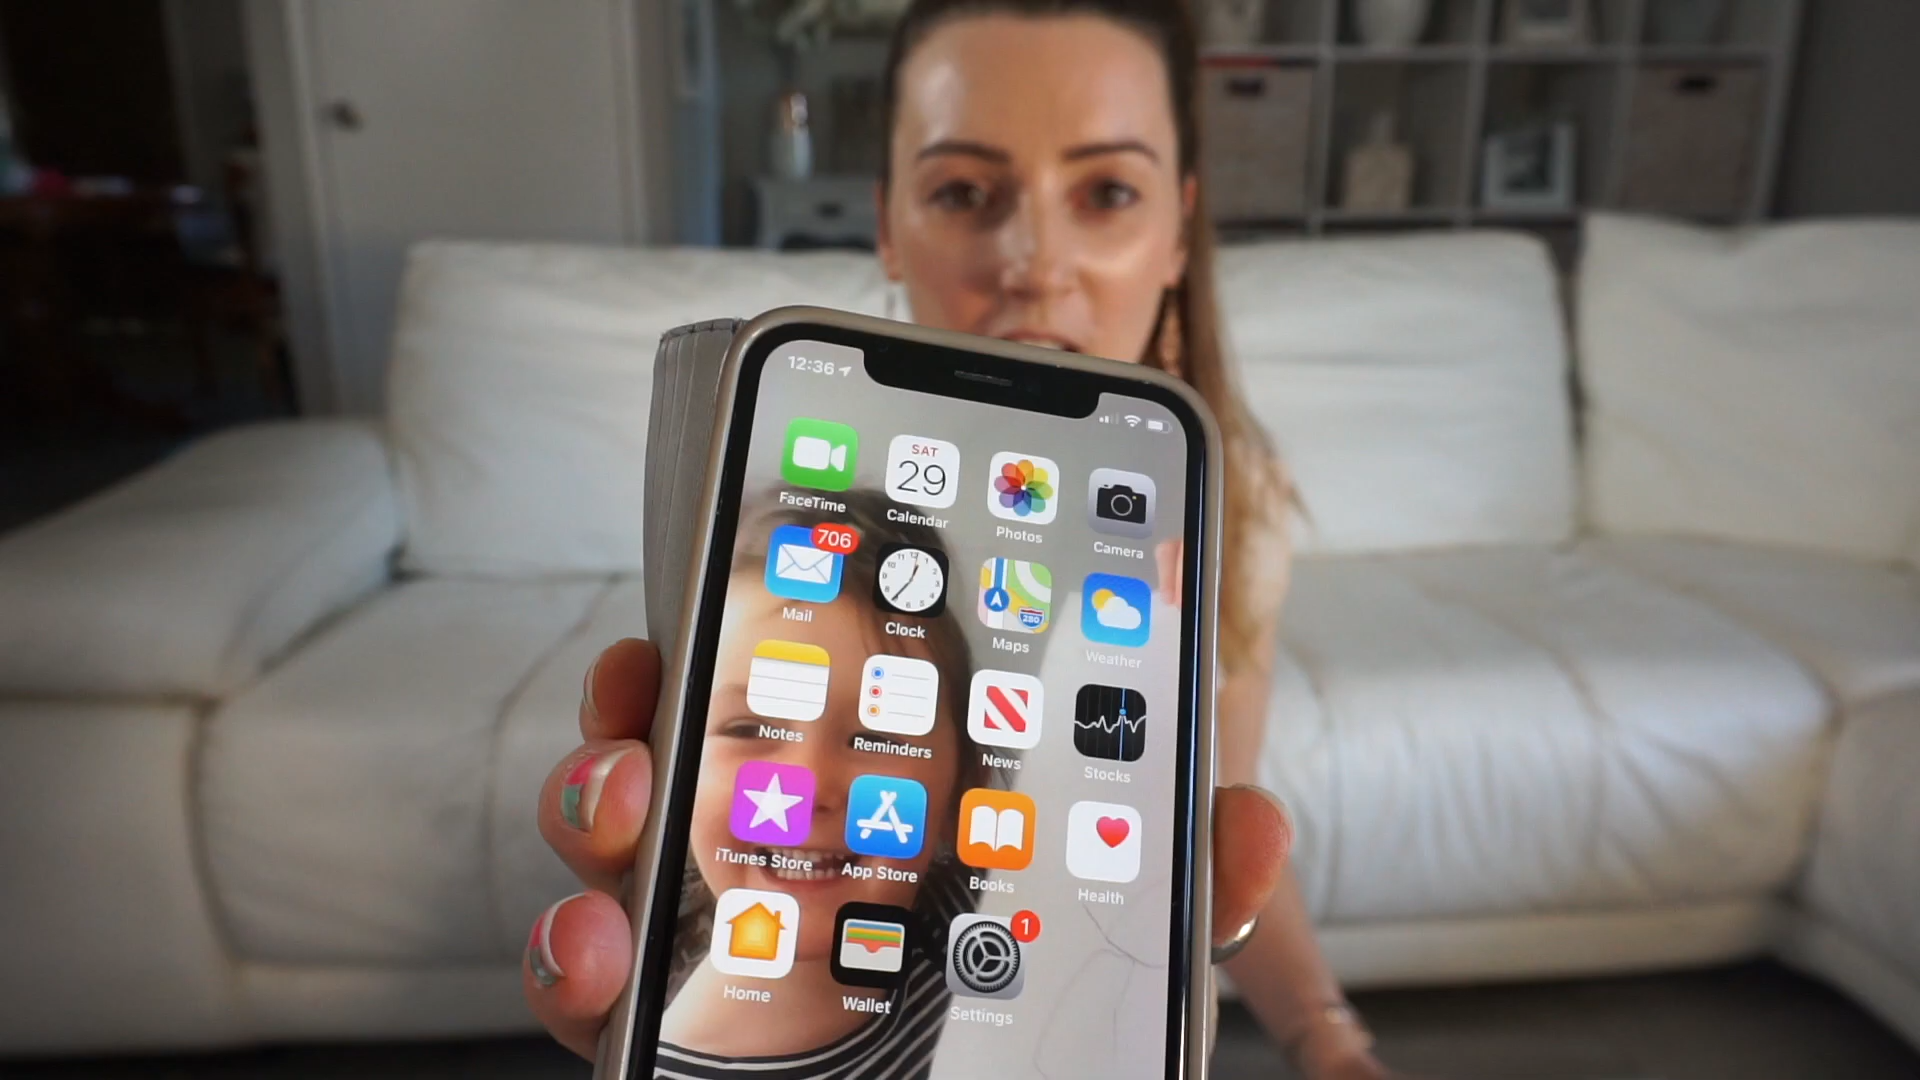 12:36
SAT
29
FaceTime
Calendar
Photos
Camera
706
Mail
Clock
Maps
Weather
280
Notes
Reminders
News
Stocks
iTunes Store
App Store
Books
Health
1
Home
Wallet
Settings